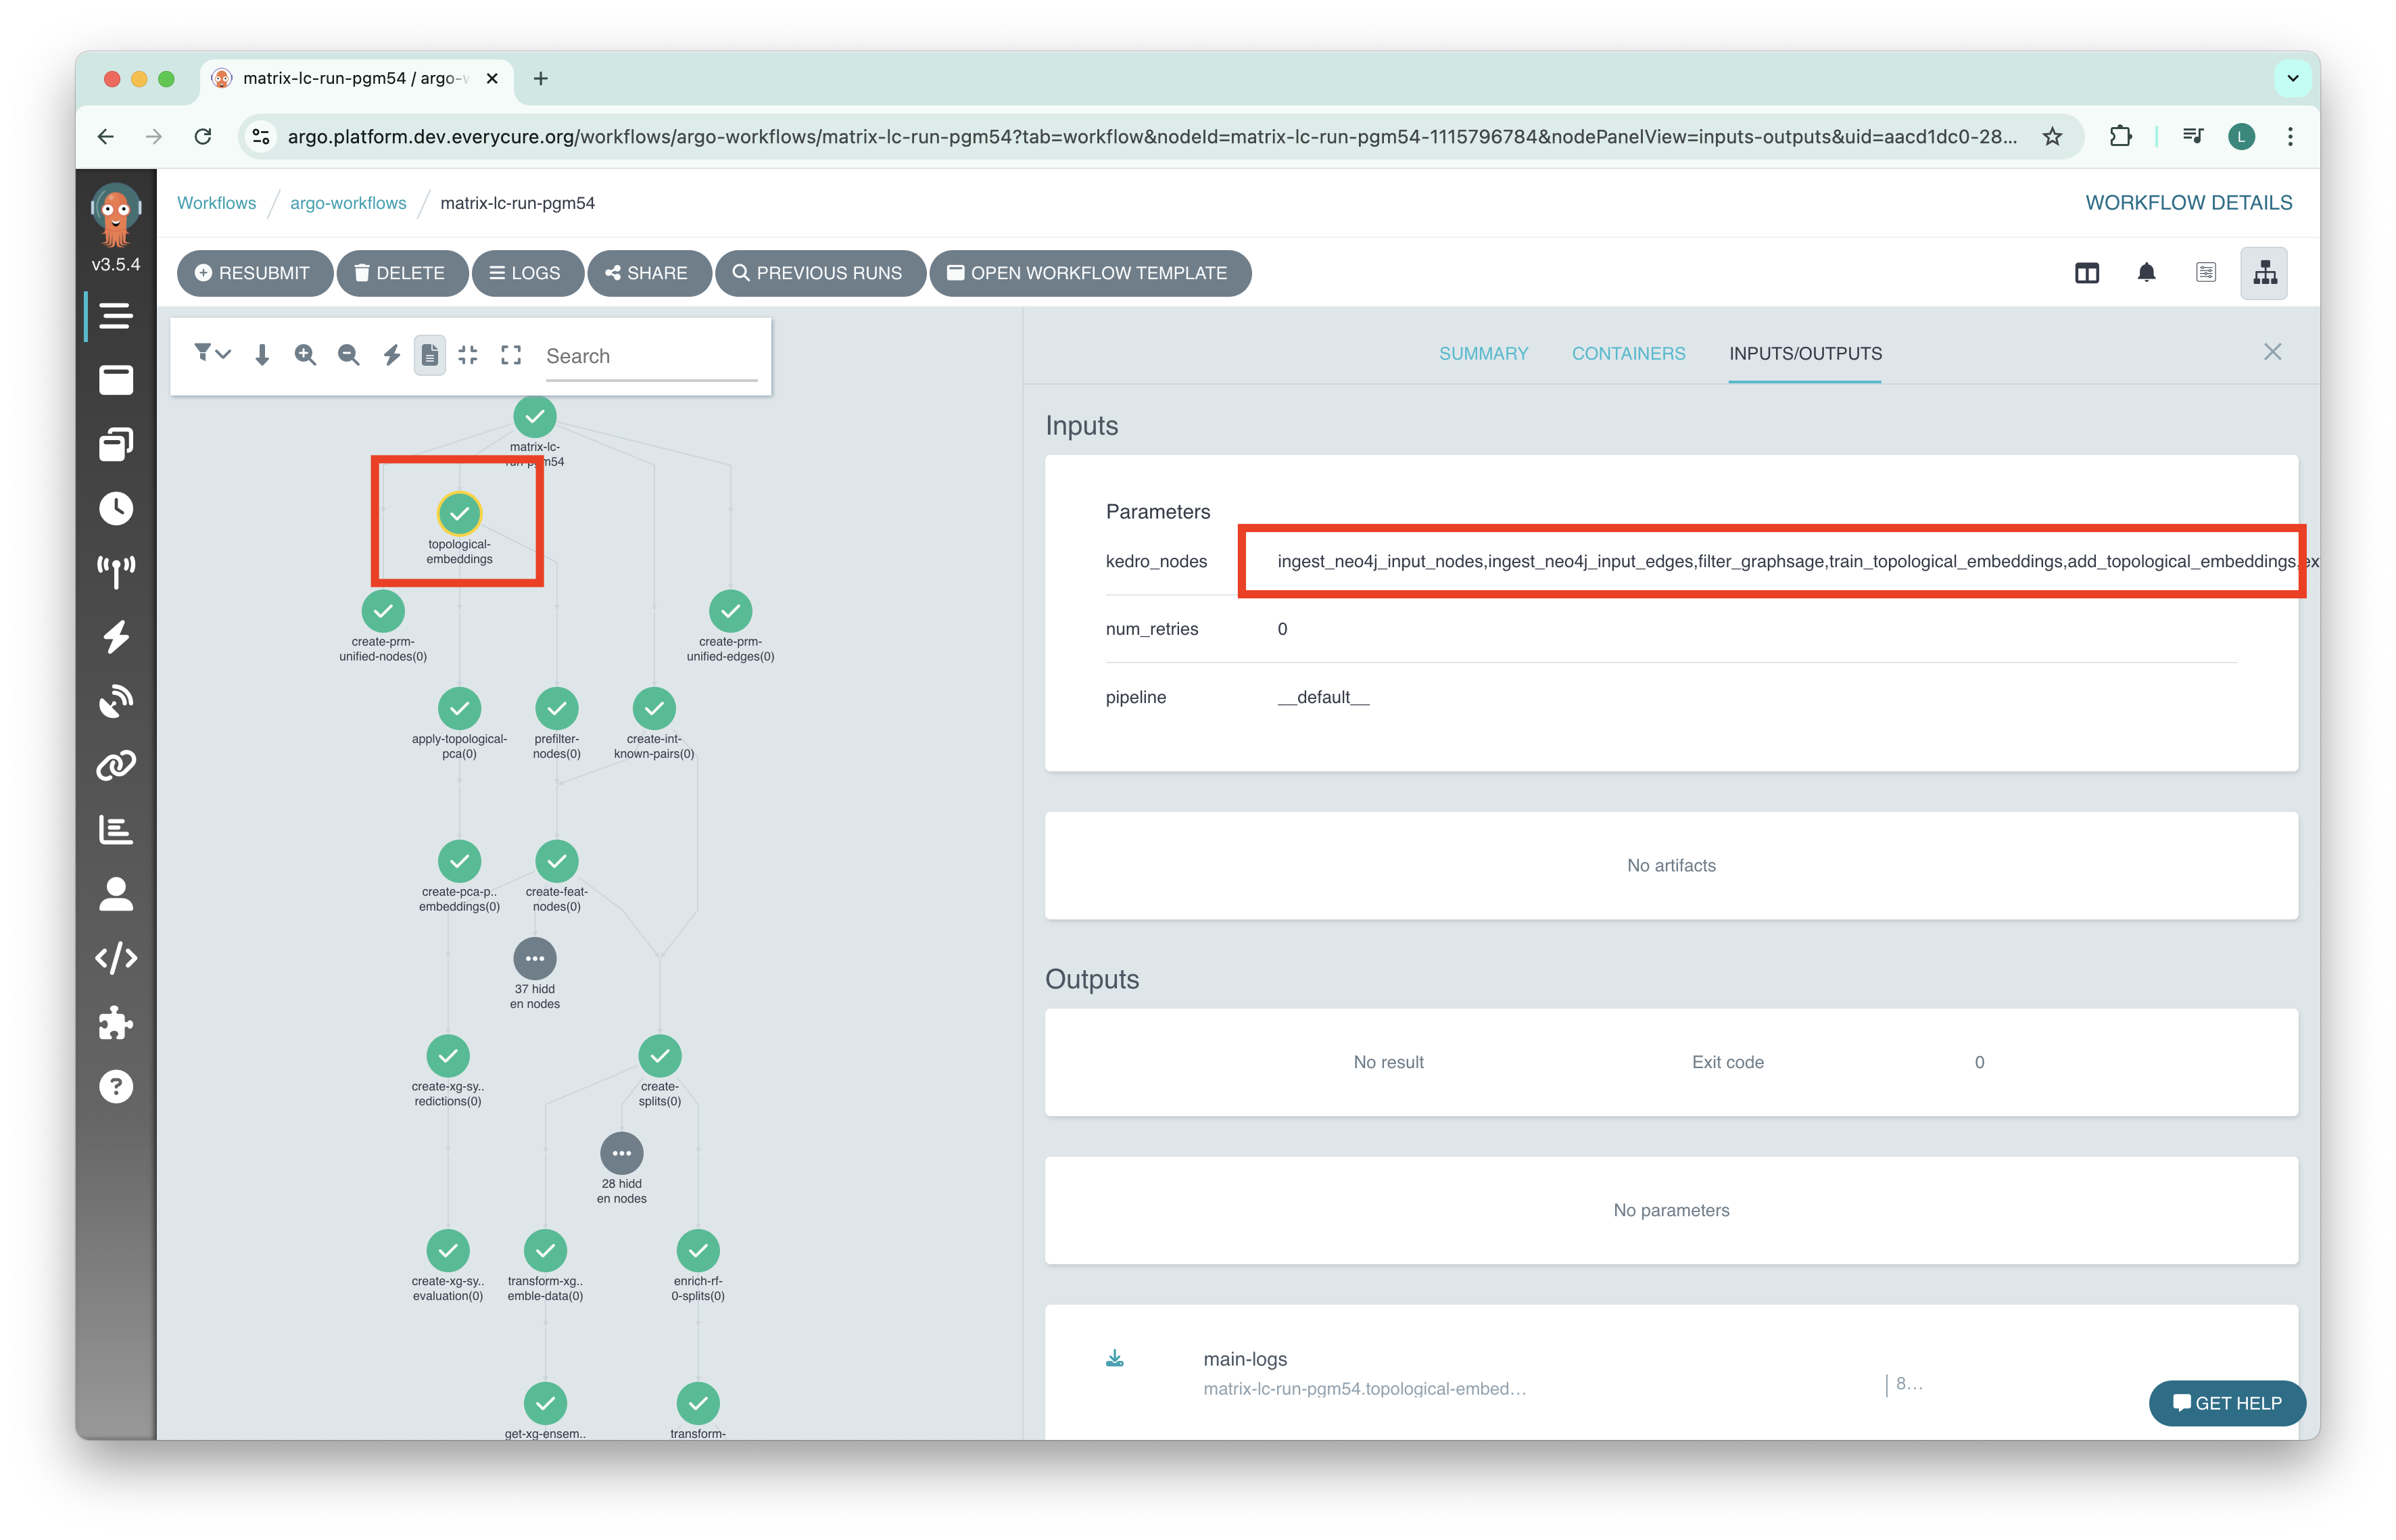 matrix-lc-run-pgm54 / argo-w
argo.platform.dev.everycure.org/workflows/argo-workflows/matrix-lc-run-pgm54?tab=workflow&nodeId=matrix-lc-run-pgm54-1115796784&nodePanelView=inputs-outputs&uid=aacd1dc0-28...
L
v3.5.4
Workflows / argo-workflows / matrix-lc-run-pgm54
WORKFLOW DETAILS
RESUBMIT
DELETE
LOGS
SHARE
PREVIOUS RUNS
OPEN WORKFLOW TEMPLATE
Search
matrix-lc-
run-pgm54
topological-
embeddings
create-prm-
unified-nodes(0)
create-prm-
unified-edges(0)
apply-topological-
pca(0)
prefilter-
nodes(0)
create-int-
known-pairs(0)
create-pca-p..
embeddings(0)
create-feat-
nodes(0)
37 hidd
en nodes
create-xg-sy..
redictions(0)
create-
splits(0)
28 hidd
en nodes
create-xg-sy..
evaluation(0)
transform-xg..
emble-data(0)
enrich-rf-
0-splits(0)
get-xg-ensem..
transform-
SUMMARY
CONTAINERS
INPUTS/OUTPUTS
Inputs
Parameters
kedro_nodes ingest_neo4j_input_nodes,ingest_neo4j_input_edges,filter_graphsage,train_topological_embeddings,add_topological_embeddings,ex
num_retries 0
pipeline __default__
No artifacts
Outputs
No result Exit code 0
No parameters
main-logs
matrix-lc-run-pgm54.topological-embed...
8...
GET HELP